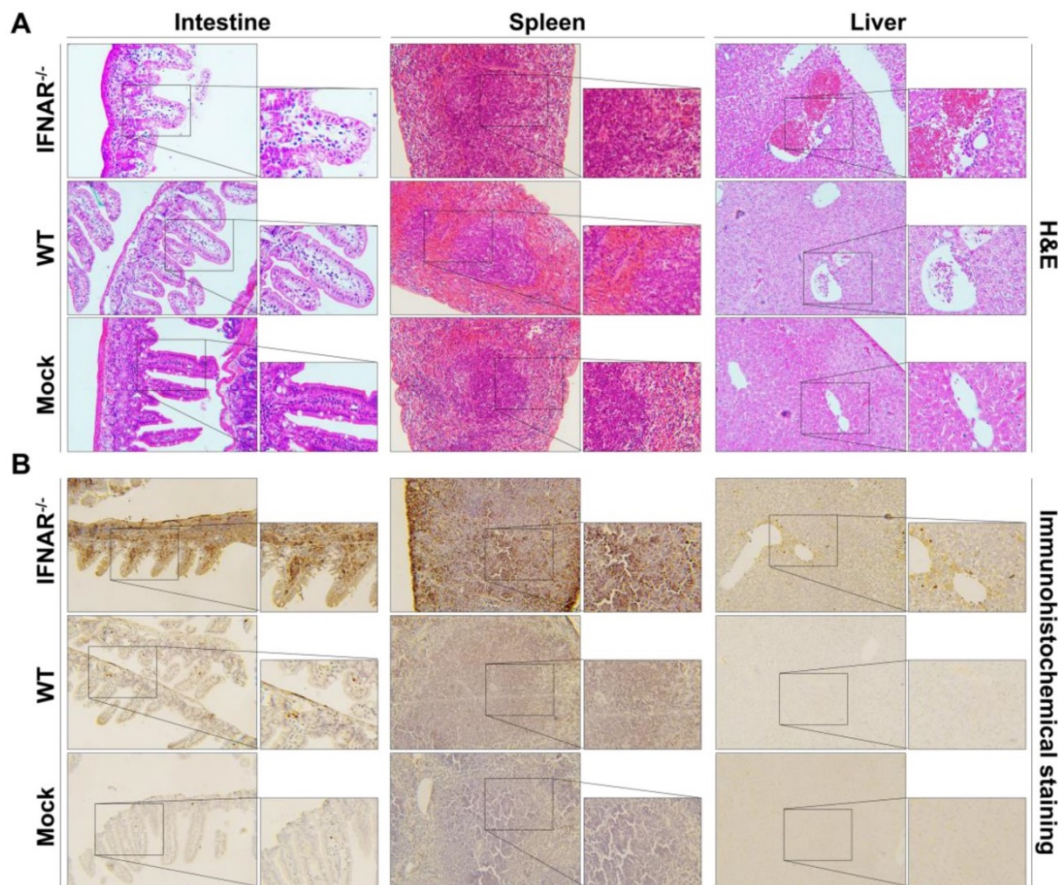 Intestine Spleen Liver
A
IFNAR-/-
WT
Mock
H&E
B
IFNAR-/-
WT
Mock
Immunohistochemical staining